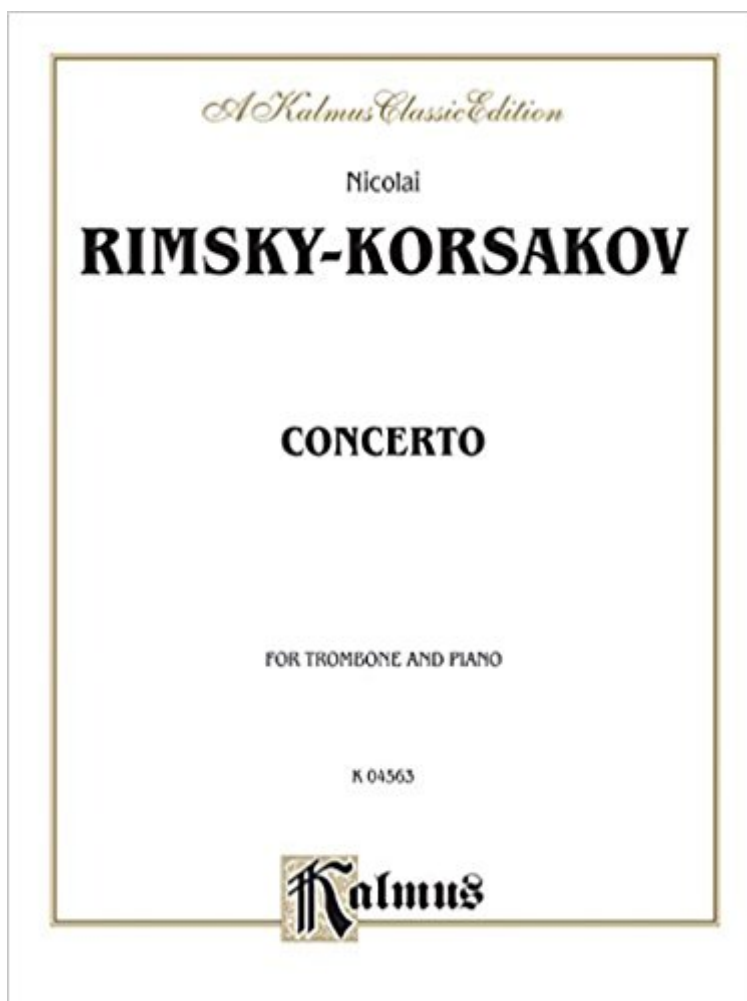 A Kalmus Classic Edition
Nicolai
RIMSKY-KORSAKOV
CONCERTO
FOR TROMBONE AND PIANO
K 04563
Kalmus